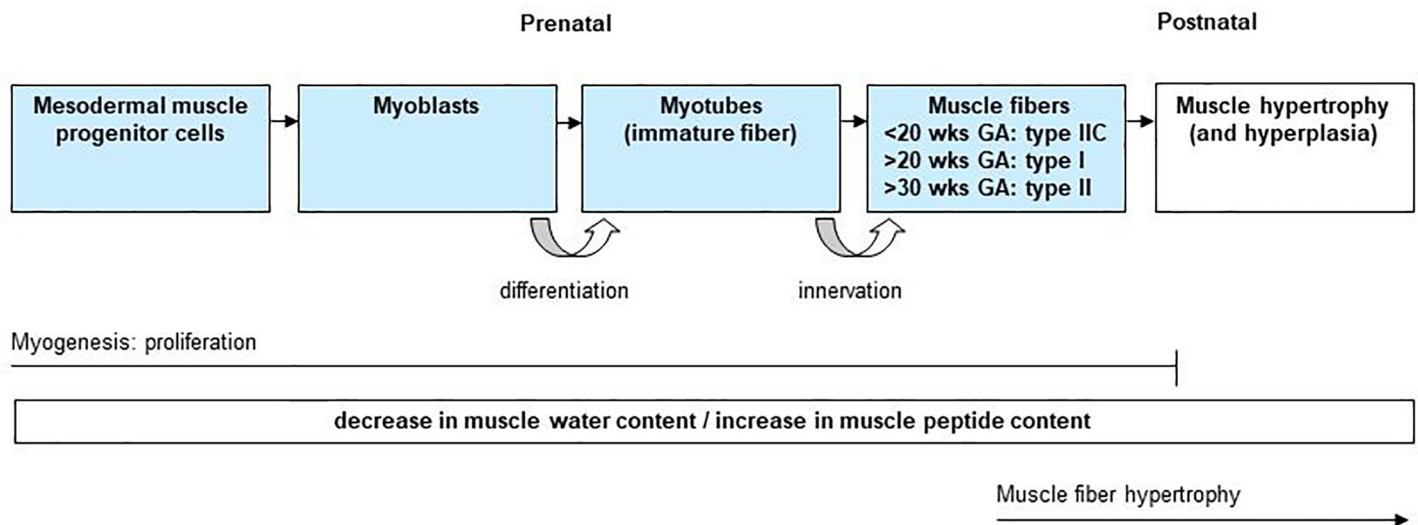 Prenatal
Postnatal
Mesodermal muscle
progenitor cells
Myoblasts
Myotubes
(immature fiber)
Muscle fibers
<20 wks GA: type IIC
>20 wks GA: type I
>30 wks GA: type II
Muscle hypertrophy
(and hyperplasia)
differentiation
innervation
Myogenesis: proliferation
decrease in muscle water content / increase in muscle peptide content
Muscle fiber hypertrophy